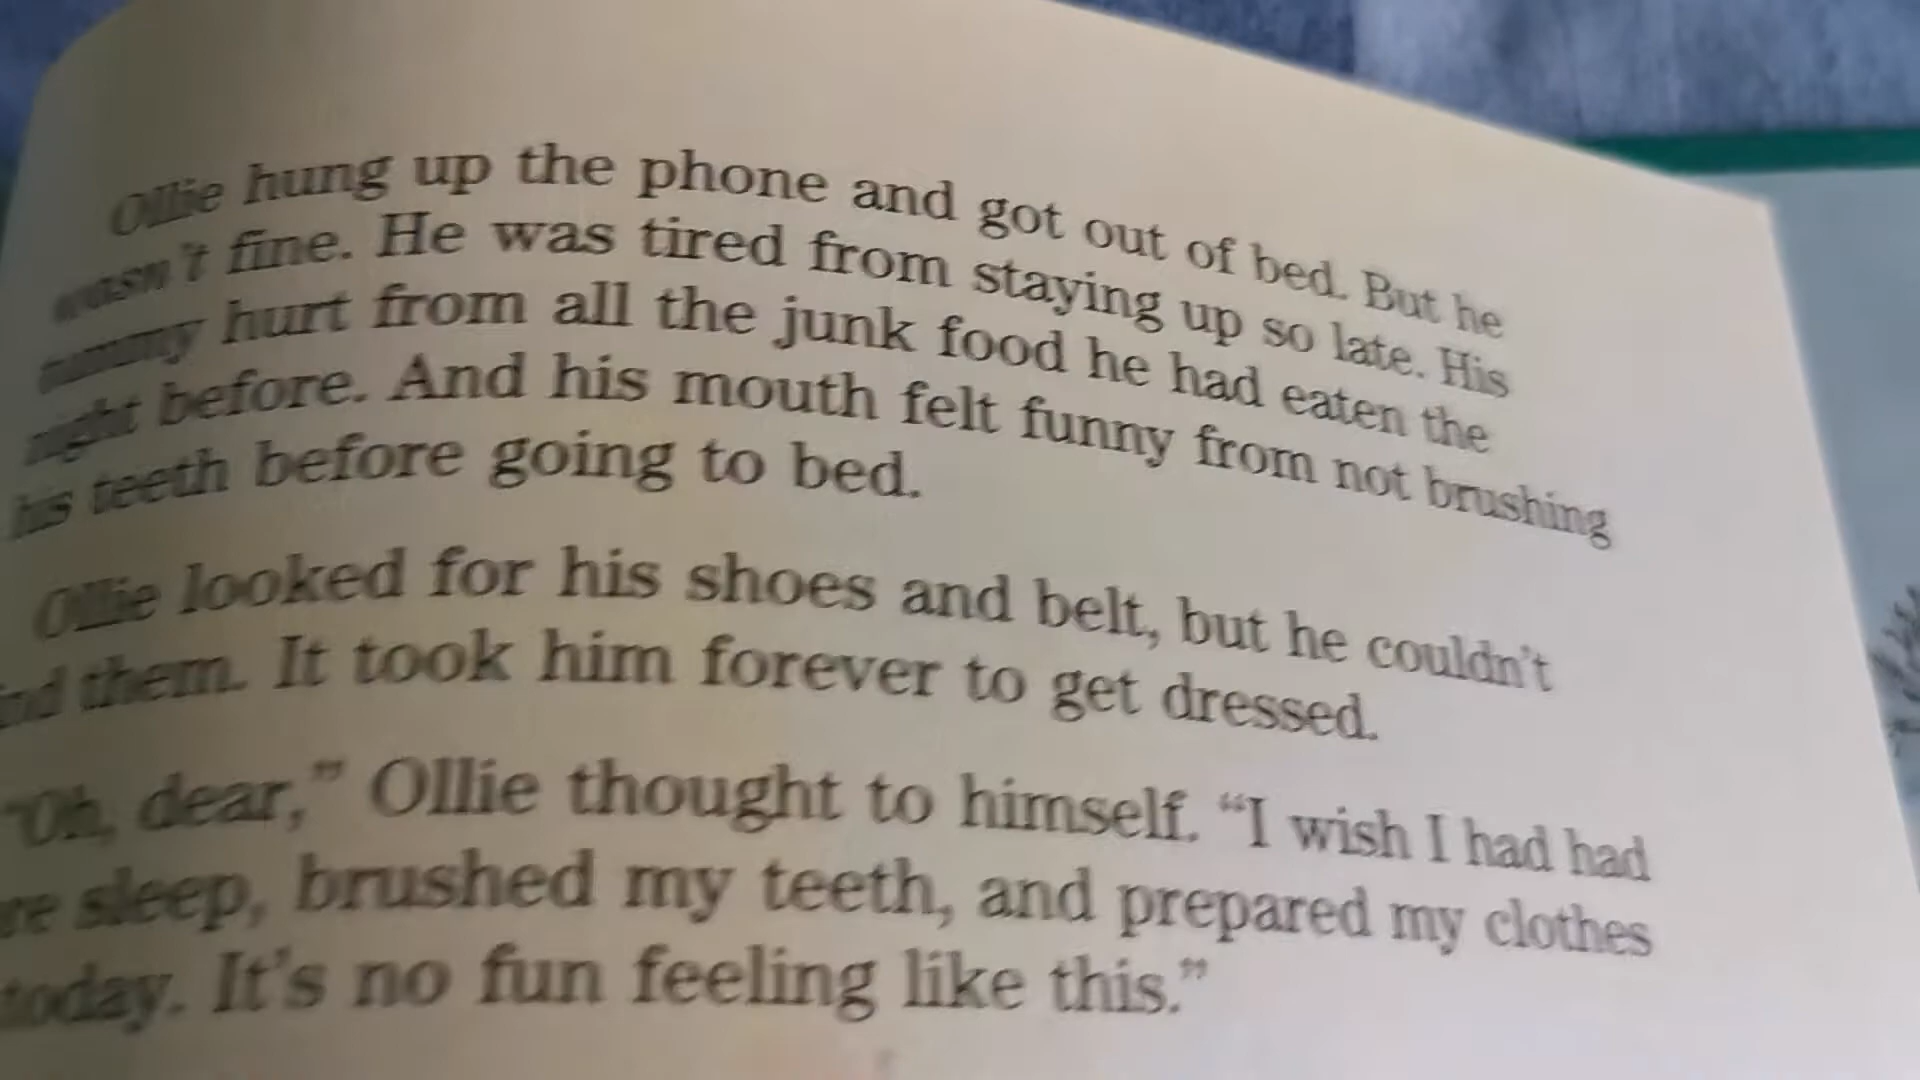 Ollie hung up the phone and got out of bed. But he
wasn't fine. He was tired from staying up so late. His
tummy hurt from all the junk food he had eaten the
night before. And his mouth felt funny from not brushing
his teeth before going to bed.
Ollie looked for his shoes and belt, but he couldn't
nd them. It took him forever to get dressed.
"Oh, dear," Ollie thought to himself. "I wish I had had
re sleep, brushed my teeth, and prepared my clothes
today. It's no fun feeling like this."